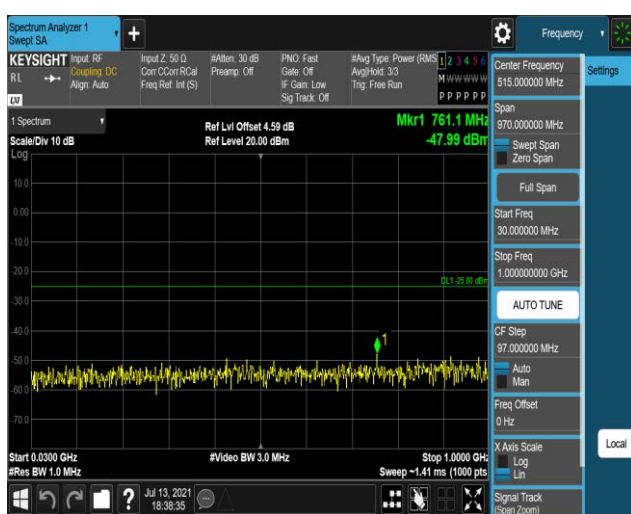 Spectrum Analyzer 1
Swept SA
+
Frequency
KEYSIGHT
RL
LXI
Input: RF
Coupling: DC
Align: Auto
Input Z: 50 Ω
Corr CCorr RCal
Freq Ref: Int (S)
#Atten: 30 dB
Preamp: Off
PNO: Fast
Gate: Off
IF Gain: Low
Sig Track: Off
#Avg Type: Power (RMS
Avg|Hold: 3/3
Trig: Free Run
1 2 3 4 5 6
M W W W W W
P P P P P P
1 Spectrum
Scale/Div 10 dB
Log
Ref Lvl Offset 4.59 dB
Ref Level 20.00 dBm
Mkr1 761.1 MHz
-47.99 dBm
10.0
0.00
-10.0
-20.0
-30.0
-40.0
-50.0
-60.0
-70.0
DL1 -25.00 dBm
1
Start 0.0300 GHz
#Res BW 1.0 MHz
#Video BW 3.0 MHz
Stop 1.0000 GHz
Sweep ~1.41 ms (1000 pts
?
Jul 13, 2021
18:38:35
Center Frequency
515.000000 MHz
Span
970.000000 MHz
Swept Span
Zero Span
Full Span
Start Freq
30.000000 MHz
Stop Freq
1.000000000 GHz
AUTO TUNE
CF Step
97.000000 MHz
Auto
Man
Freq Offset
0 Hz
X Axis Scale
Log
Lin
Signal Track
(Span Zoom)
Settings
Local